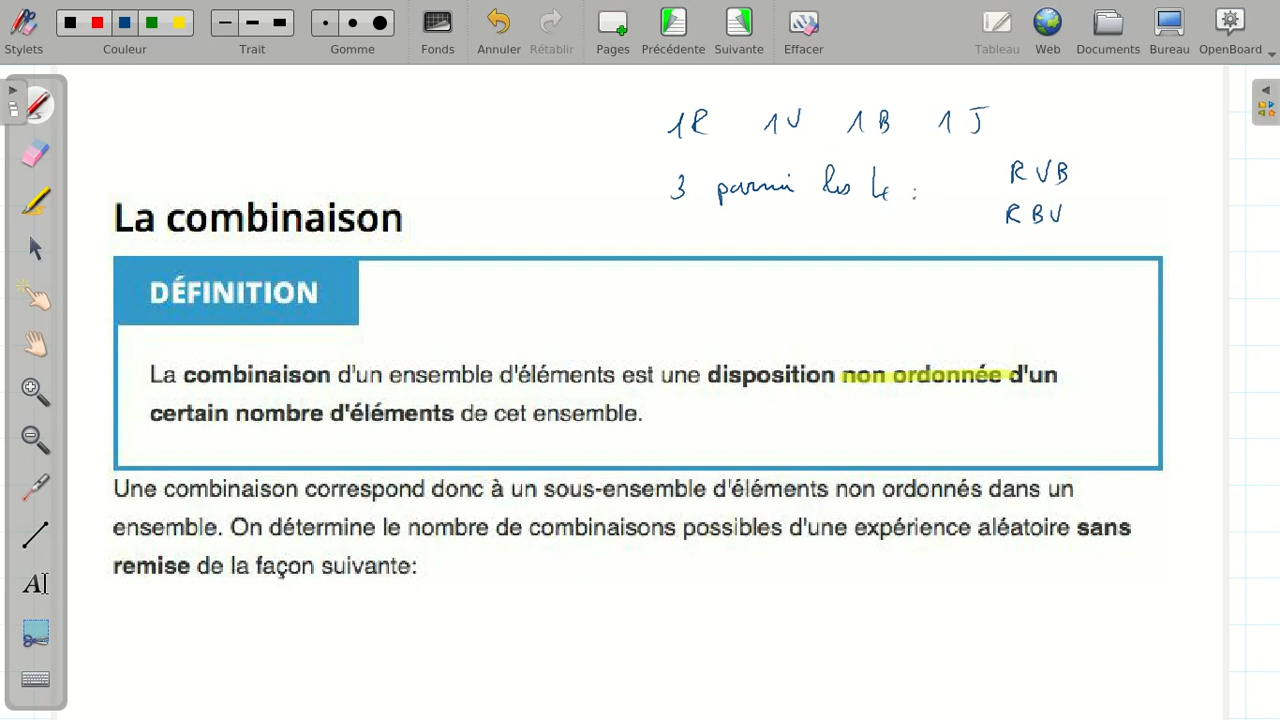 Stylets Couleur Trait Gomme Fonds Annuler Rétablir Pages Précédente Suivante Effacer Tableau Web Documents Bureau OpenBoard
1R 1V 1B 1J
3 parmi les 4 :
RVB
RBV
La combinaison
DÉFINITION
La combinaison d'un ensemble d'éléments est une disposition non ordonnée d'un
certain nombre d'éléments de cet ensemble.
Une combinaison correspond donc à un sous-ensemble d'éléments non ordonnés dans un
ensemble. On détermine le nombre de combinaisons possibles d'une expérience aléatoire sans
remise de la façon suivante: